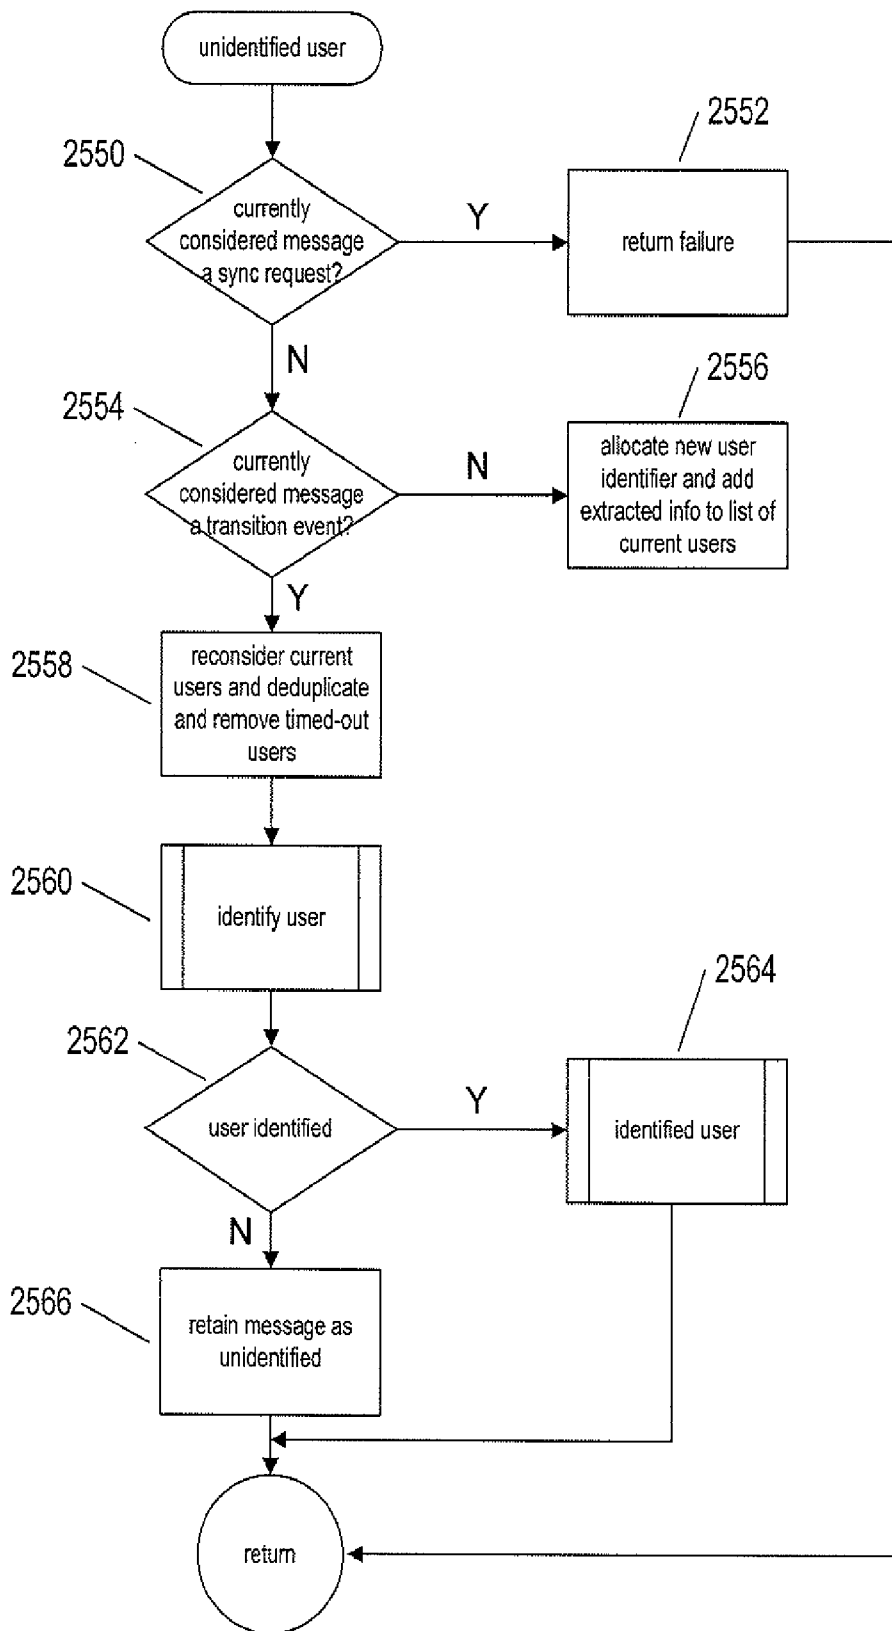 unidentified user
2550
currently
considered message
a sync request?
Y
2552
return failure
N
2554
currently
considered message
a transition event?
N
2556
allocate new user
identifier and add
extracted info to list of
current users
Y
2558
reconsider current
users and deduplicate
and remove timed-out
users
2560
identify user
2562
user identified
Y
2564
identified user
N
2566
retain message as
unidentified
return